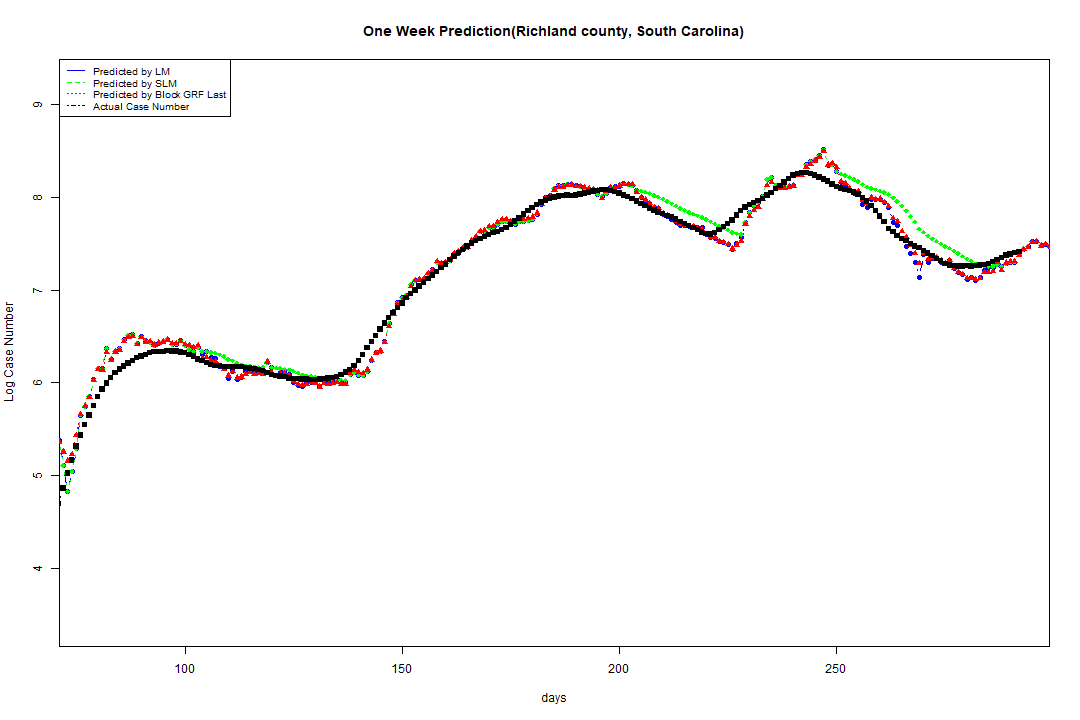 One Week Prediction(Richland county, South Carolina)
Predicted by LM
Predicted by SLM
Predicted by Block GRF Last
Actual Case Number
9
8
7
6
5
4
Log Case Number
100 150 200 250
days